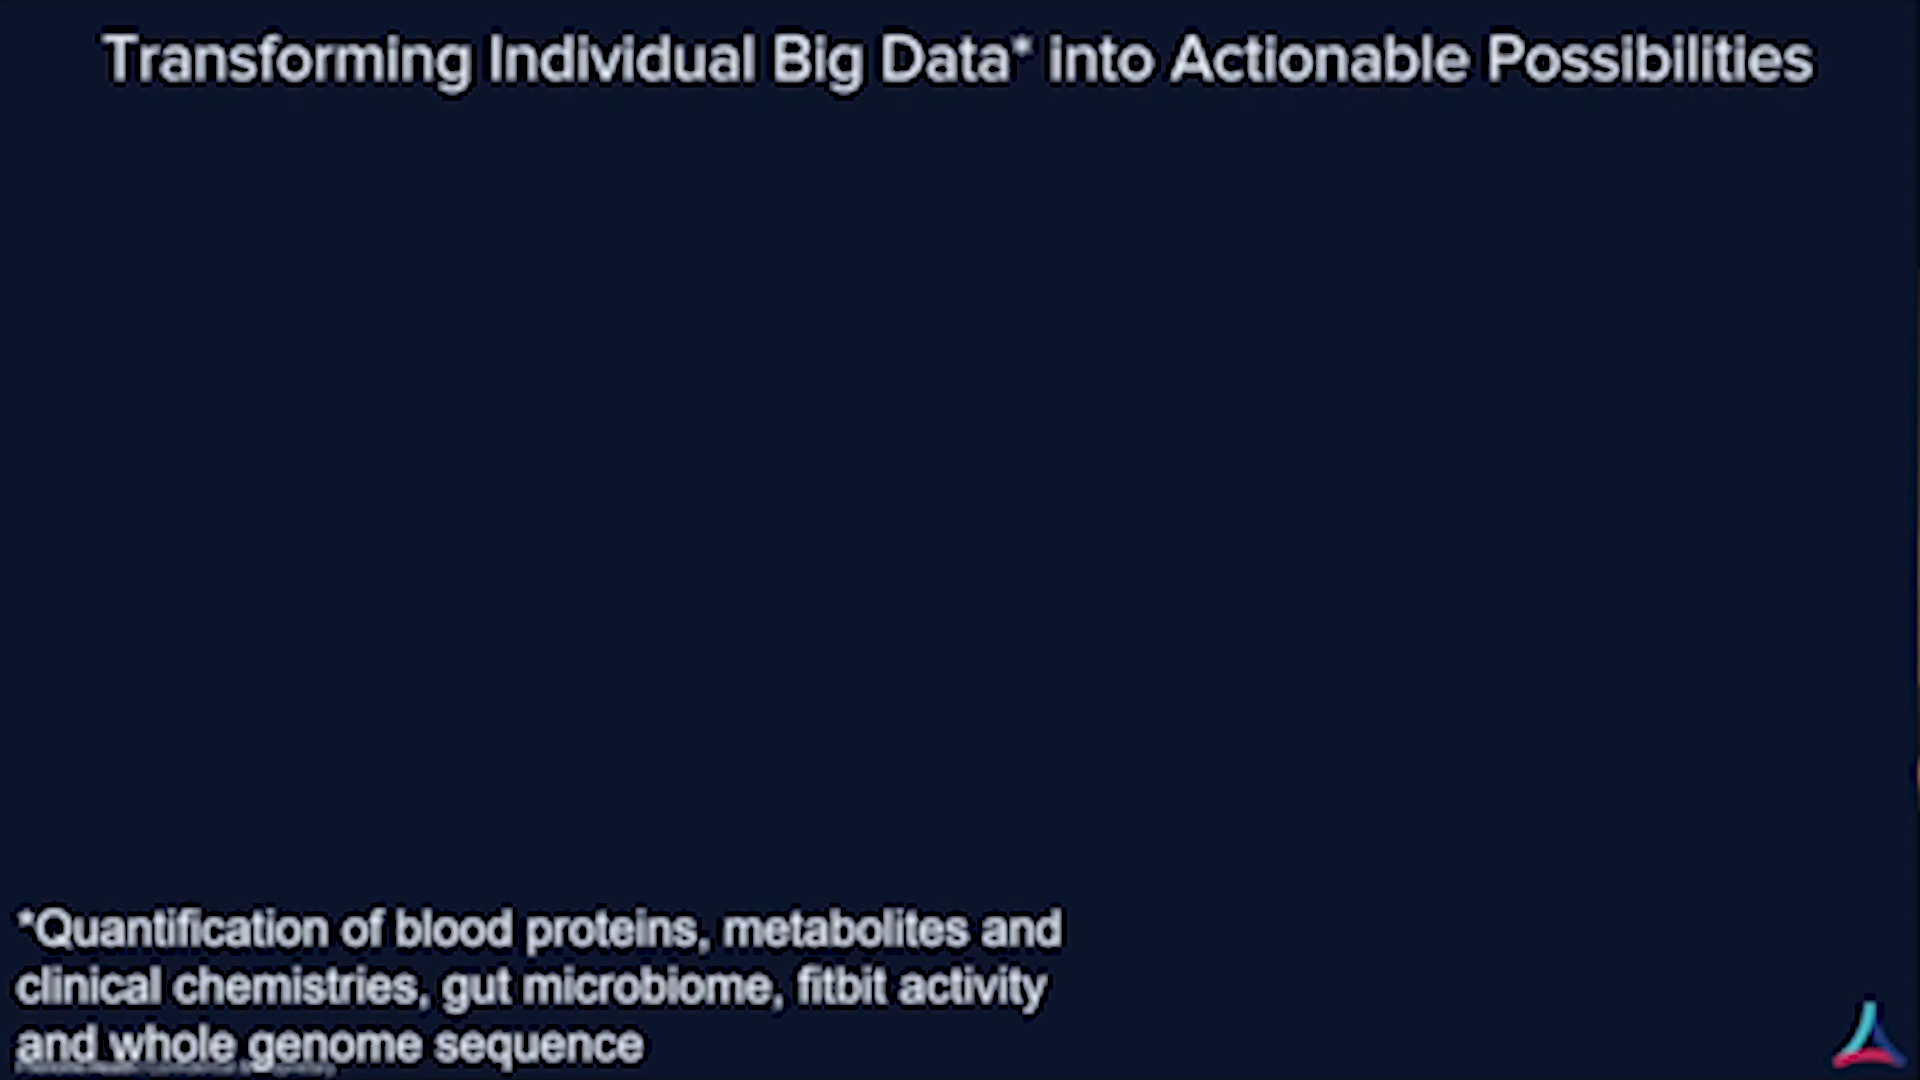 Transforming Individual Big Data* into Actionable Possibilities
*Quantification of blood proteins, metabolites and
clinical chemistries, gut microbiome, fitbit activity
and whole genome sequence